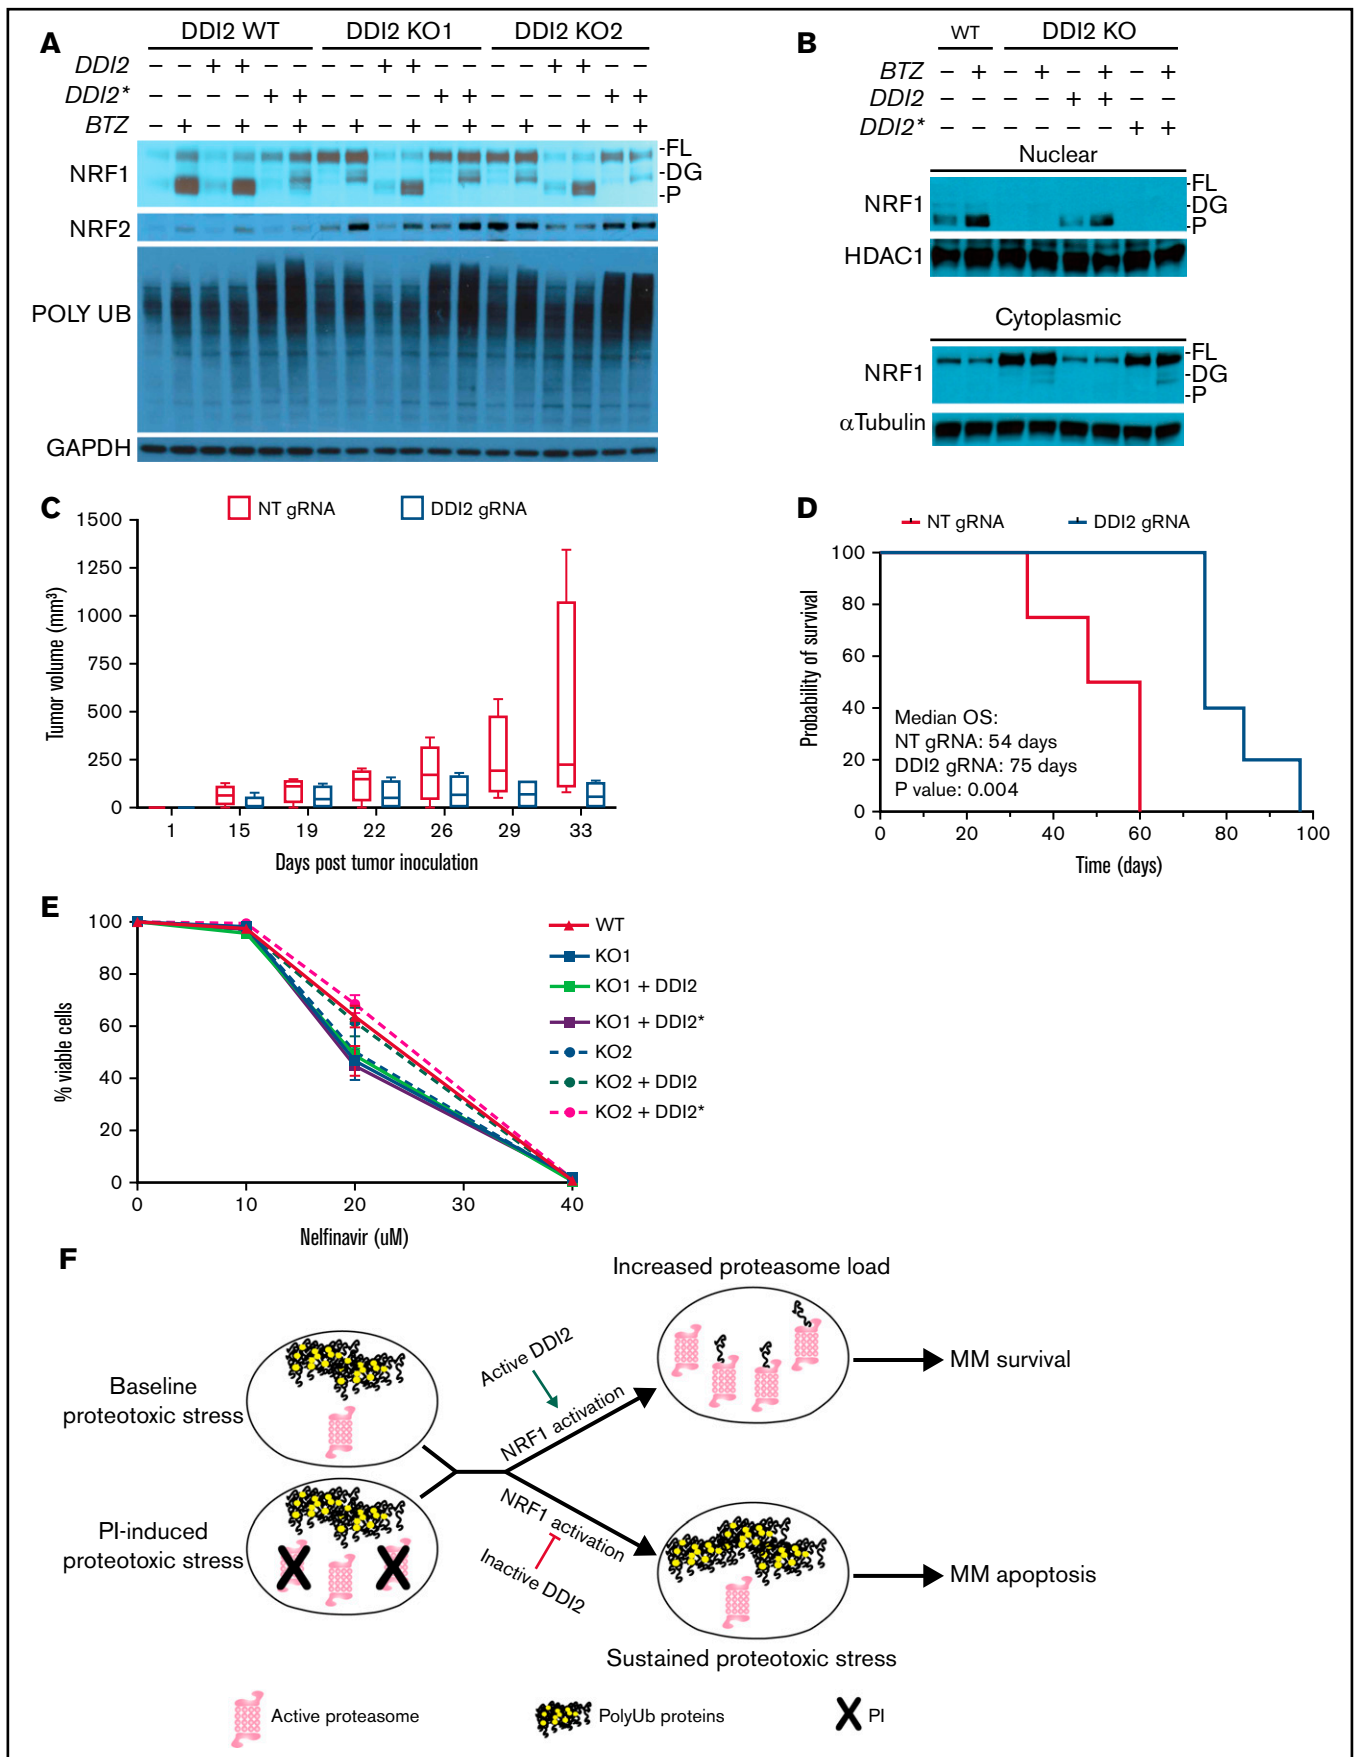 A
DDI2 WT DDI2 KO1 DDI2 KO2
DDI2 – – + + – – – – + + – – – – + + – –
DDI2* – – – – + + – – – – + + – – – – + +
BTZ – + – + – + – + – + – + – + – + – +
NRF1
-FL
-DG
-P
NRF2
POLY UB
GAPDH
B
WT DDI2 KO
BTZ – + – + – + – +
DDI2 – – – – + + – –
DDI2* – – – – – – + +
Nuclear
NRF1
-FL
-DG
-P
HDAC1
Cytoplasmic
NRF1
-FL
-DG
-P
αTubulin
C
NT gRNA DDI2 gRNA
Tumor volume (mm³)
1500
1250
1000
750
500
250
0
1 15 19 22 26 29 33
Days post tumor inoculation
D
NT gRNA DDI2 gRNA
Probability of survival
100
80
60
40
20
0
Median OS:
NT gRNA: 54 days
DDI2 gRNA: 75 days
P value: 0.004
0 20 40 60 80 100
Time (days)
E
% viable cells
100
80
60
40
20
0
0 10 20 30 40
Nelfinavir (uM)
WT
KO1
KO1 + DDI2
KO1 + DDI2*
KO2
KO2 + DDI2
KO2 + DDI2*
F
Baseline
proteotoxic stress
PI-induced
proteotoxic stress
Active DDI2
NRF1 activation
NRF1 activation
Inactive DDI2
Increased proteasome load
MM survival
MM apoptosis
Sustained proteotoxic stress
Active proteasome
PolyUb proteins
PI